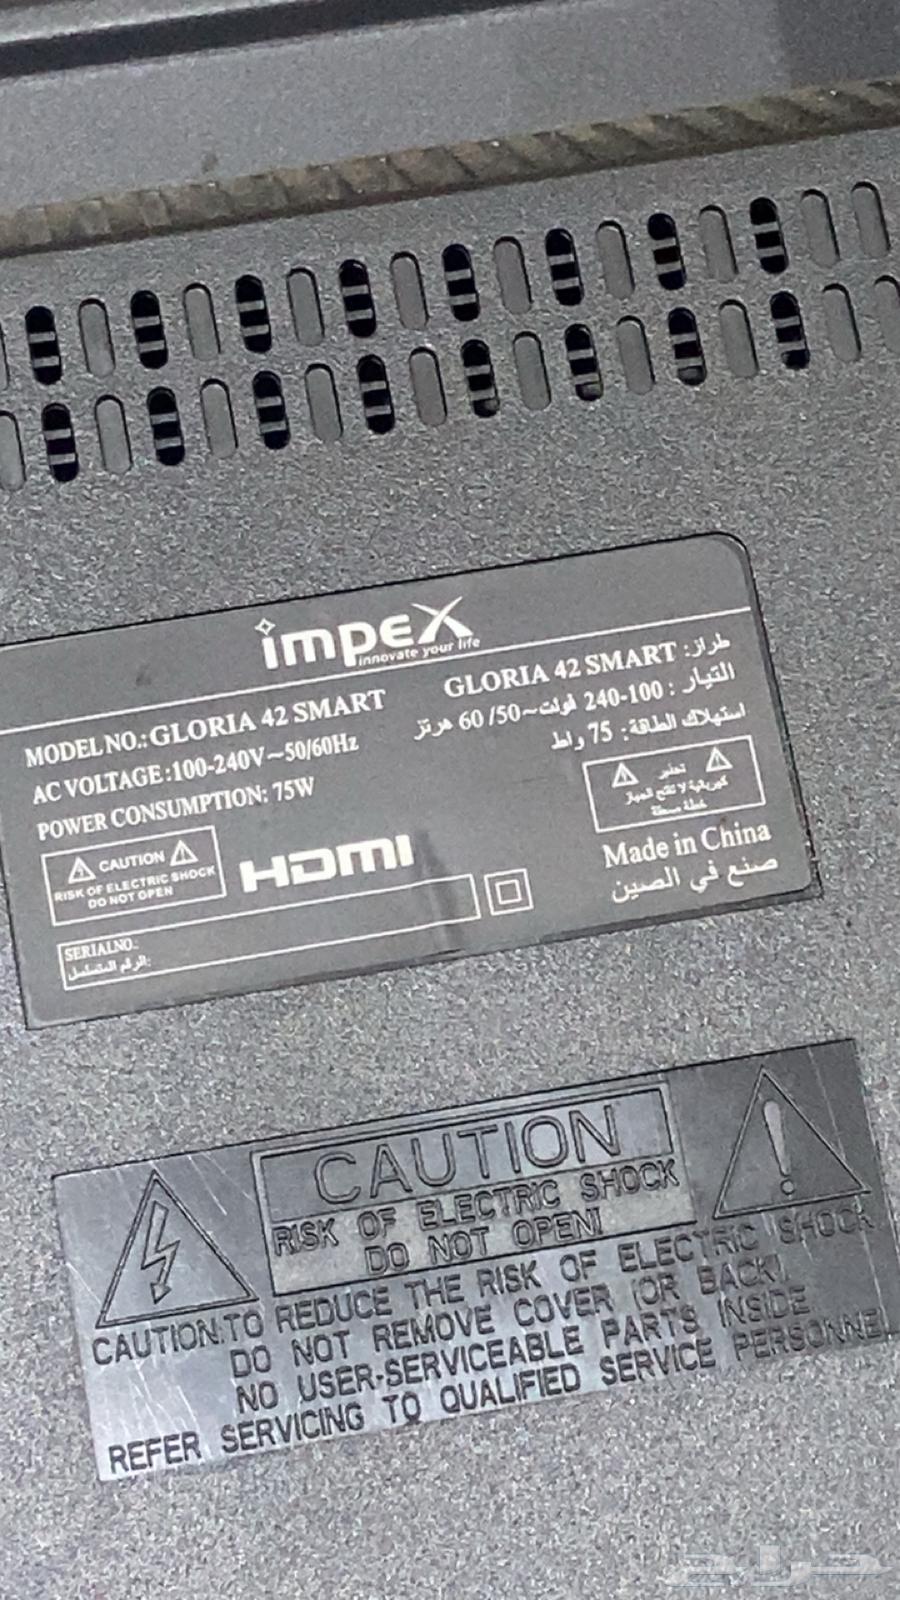 impex
innovate your life
MODEL NO.:GLORIA 42 SMART
AC VOLTAGE:100-240V~50/60Hz
POWER CONSUMPTION: 75W
CAUTION
RISK OF ELECTRIC SHOCK
DO NOT OPEN
HDMI
SERIALNO.:
الرقم المتسلسل:
طراز: GLORIA 42 SMART
التيار : 100-240 فولت~50/ 60 هرتز
استهلاك الطاقة: 75 واط
تحذير
Made in China
صنع في الصين
CAUTION
RISK OF ELECTRIC SHOCK
DO NOT OPEN!
CAUTION:TO REDUCE THE RISK OF ELECTRIC SHOCK
DO NOT REMOVE COVER (OR BACK).
NO USER-SERVICEABLE PARTS INSIDE
REFER SERVICING TO QUALIFIED SERVICE PERSONNEL
حراج